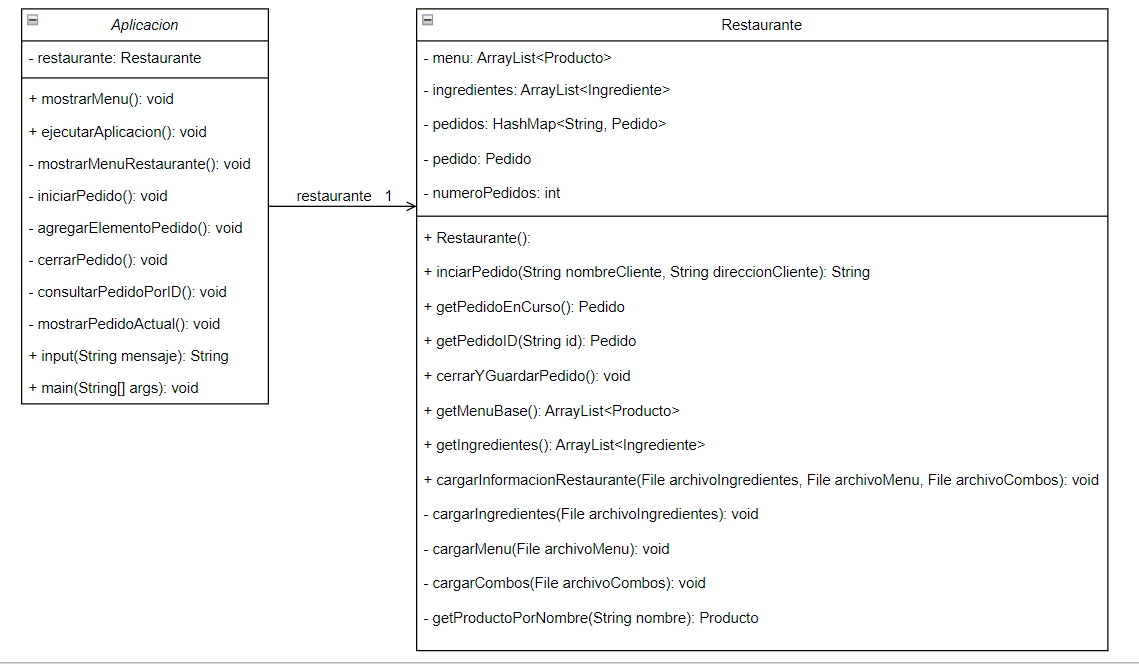 Aplicacion
- restaurante: Restaurante
+ mostrarMenu(): void
+ ejecutarAplicacion(): void
- mostrarMenuRestaurante(): void
- iniciarPedido(): void
- agregarElementoPedido(): void
- cerrarPedido(): void
- consultarPedidoPorID(): void
- mostrarPedidoActual(): void
+ input(String mensaje): String
+ main(String[] args): void
restaurante 1
Restaurante
- menu: ArrayList<Producto>
- ingredientes: ArrayList<Ingrediente>
- pedidos: HashMap<String, Pedido>
- pedido: Pedido
- numeroPedidos: int
+ Restaurante():
+ inciarPedido(String nombreCliente, String direccionCliente): String
+ getPedidoEnCurso(): Pedido
+ getPedidoID(String id): Pedido
+ cerrarYGuardarPedido(): void
+ getMenuBase(): ArrayList<Producto>
+ getIngredientes(): ArrayList<Ingrediente>
+ cargarInformacionRestaurante(File archivoIngredientes, File archivoMenu, File archivoCombos): void
- cargarIngredientes(File archivoIngredientes): void
- cargarMenu(File archivoMenu): void
- cargarCombos(File archivoCombos): void
- getProductoPorNombre(String nombre): Producto